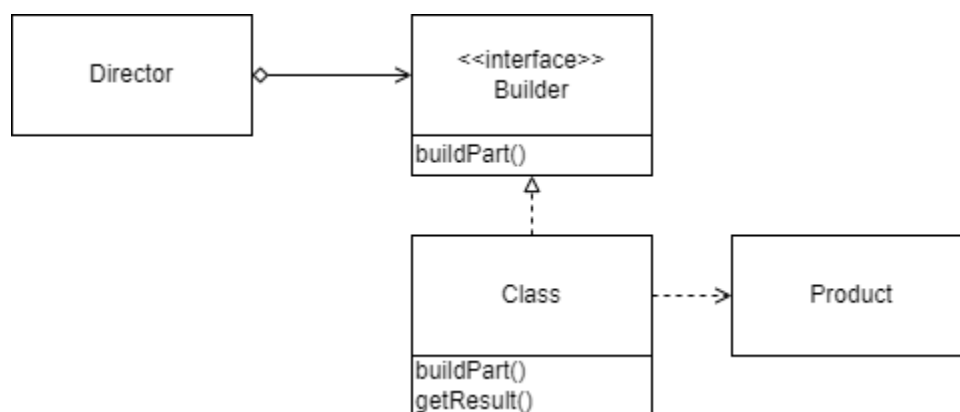 Director
<<interface>>
Builder
buildPart()
Class
Product
buildPart()
getResult()